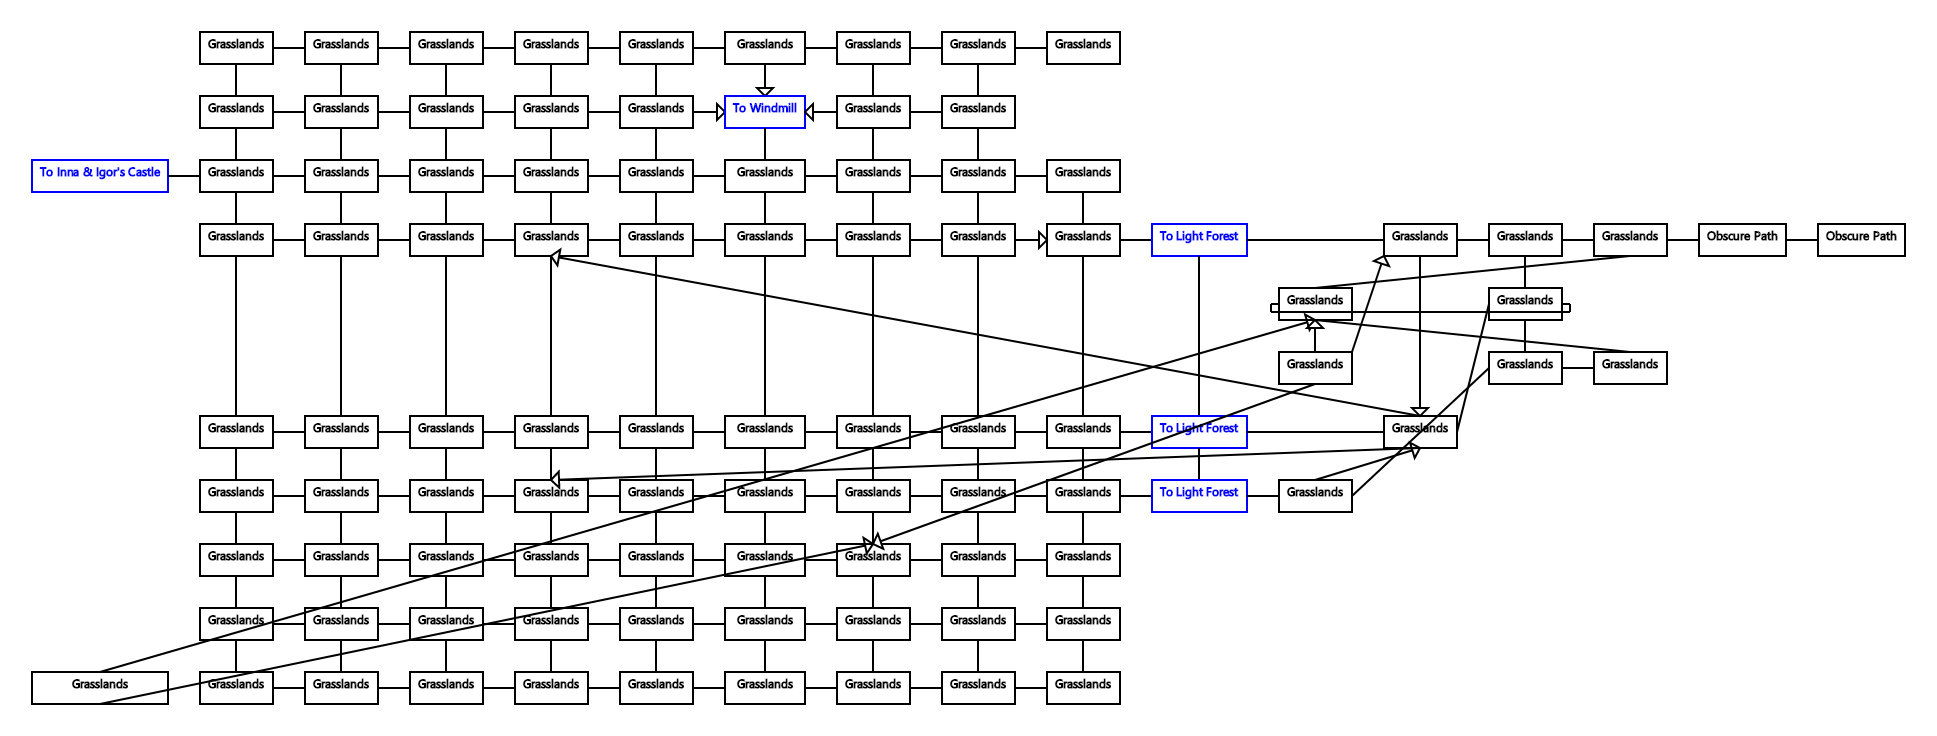 Grasslands Grasslands Grasslands Grasslands Grasslands Grasslands Grasslands Grasslands Grasslands
Grasslands Grasslands Grasslands Grasslands Grasslands To Windmill Grasslands Grasslands
To Inna & Igor's Castle Grasslands Grasslands Grasslands Grasslands Grasslands Grasslands Grasslands Grasslands Grasslands
Grasslands Grasslands Grasslands Grasslands Grasslands Grasslands Grasslands Grasslands Grasslands To Light Forest Grasslands Grasslands Grasslands Obscure Path Obscure Path
Grasslands Grasslands
Grasslands Grasslands Grasslands
Grasslands Grasslands Grasslands Grasslands Grasslands Grasslands Grasslands Grasslands Grasslands To Light Forest Grasslands
Grasslands Grasslands Grasslands Grasslands Grasslands Grasslands Grasslands Grasslands Grasslands To Light Forest Grasslands
Grasslands Grasslands Grasslands Grasslands Grasslands Grasslands Grasslands Grasslands Grasslands
Grasslands Grasslands Grasslands Grasslands Grasslands Grasslands Grasslands Grasslands Grasslands
Grasslands Grasslands Grasslands Grasslands Grasslands Grasslands Grasslands Grasslands Grasslands Grasslands